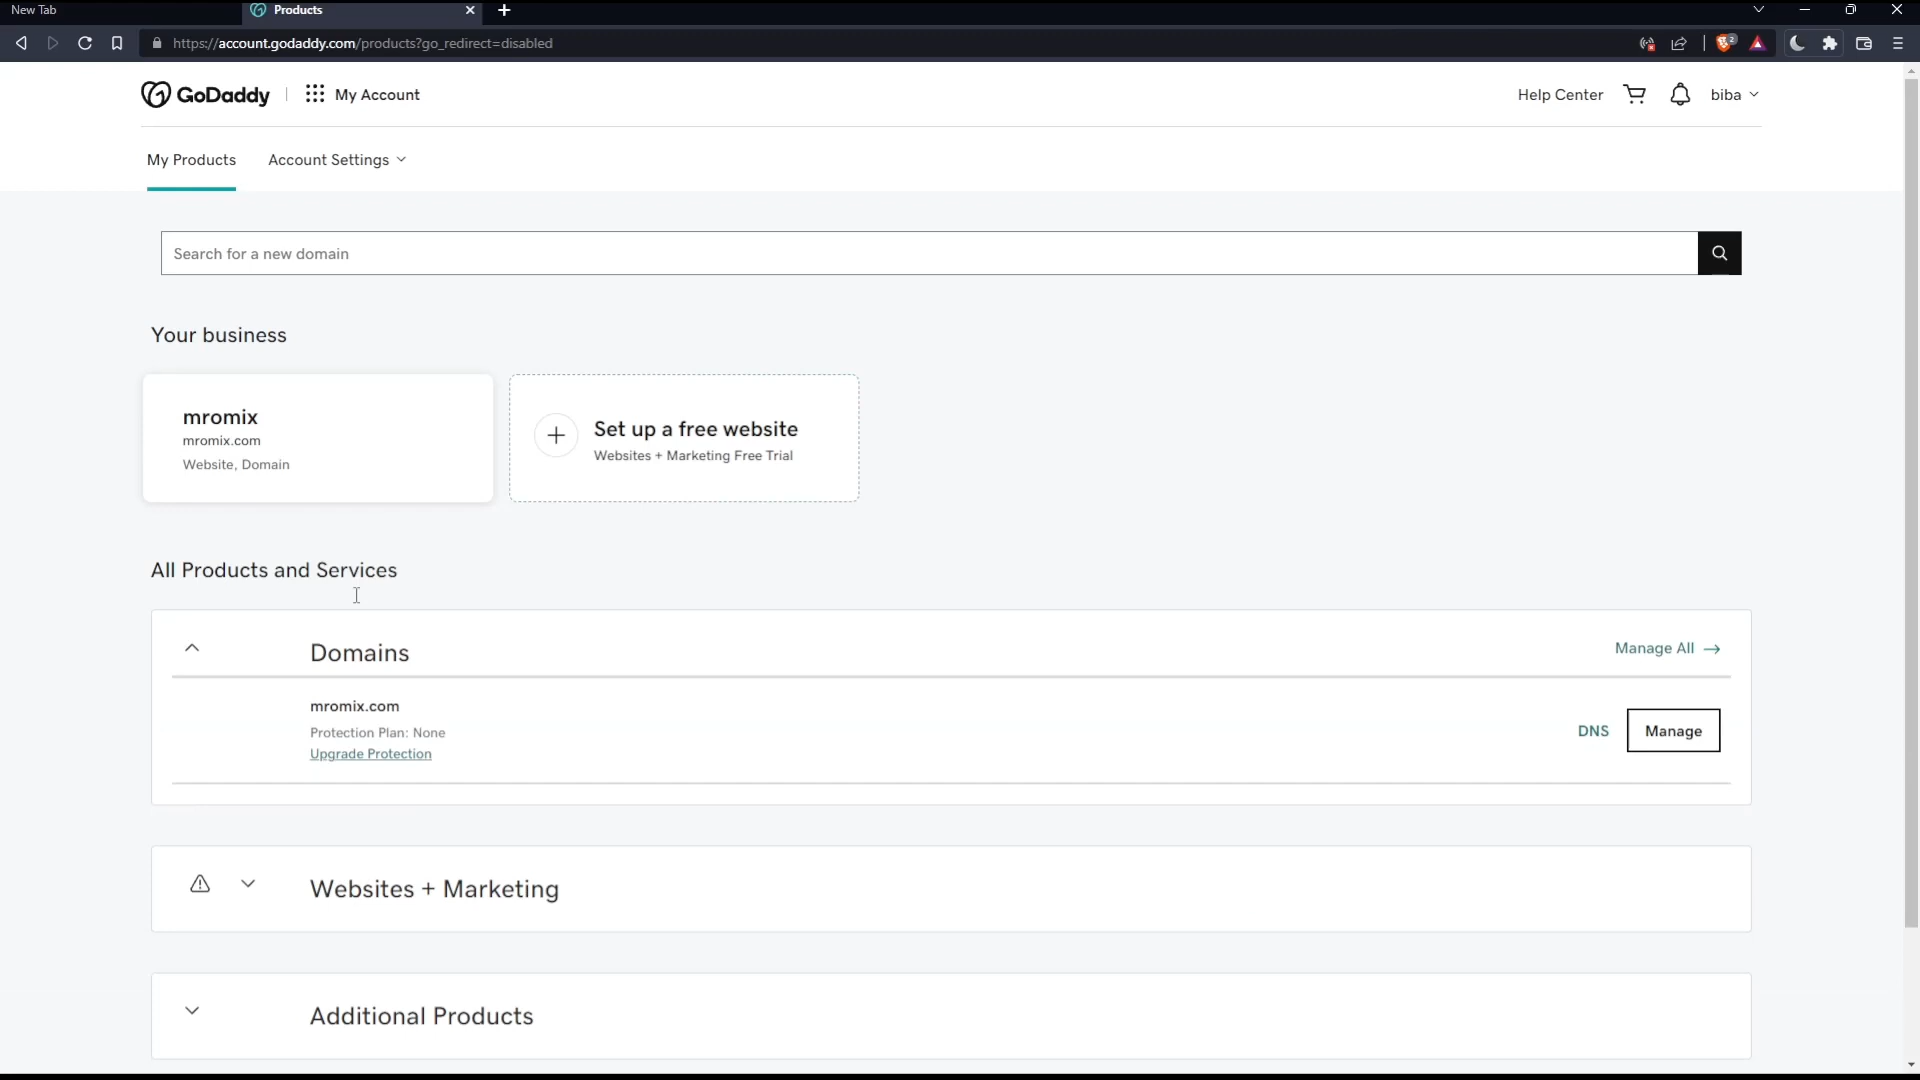 New Tab
Products
https://account.godaddy.com/products?go_redirect=disabled
2
GoDaddy
My Account
Help Center
biba
My Products
Account Settings
Search for a new domain
Your business
mromix
mromix.com
Website, Domain
Set up a free website
Websites + Marketing Free Trial
All Products and Services
Domains
Manage All →
mromix.com
Protection Plan: None
Upgrade Protection
DNS
Manage
Websites + Marketing
Additional Products